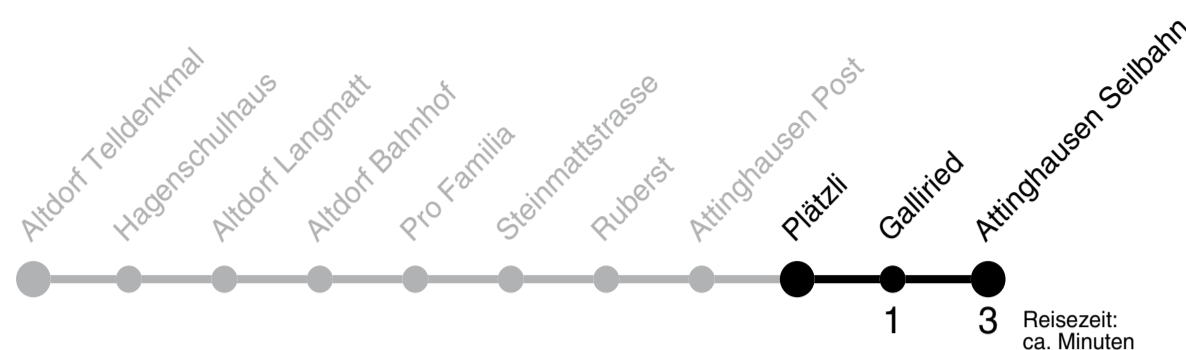 Altdorf Telldenkmal
Hagenschulhaus
Altdorf Langmatt
Altdorf Bahnhof
Pro Familia
Steinmattstrasse
Ruberst
Attinghausen Post
Plätzli
Galliried
Attinghausen Seilbahn
1
3
Reisezeit:
ca. Minuten